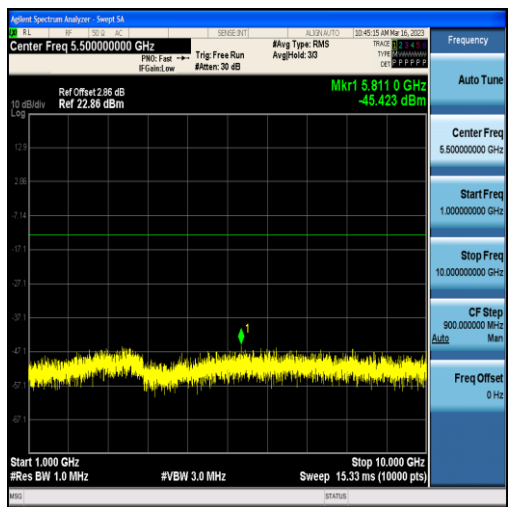 Agilent Spectrum Analyzer - Swept SA
RL RF 50 Ω AC SENSE:INT ALIGN AUTO 10:45:15 AM Mar 16, 2023
Center Freq 5.500000000 GHz
PNO: Fast
IFGain:Low
Trig: Free Run
#Atten: 30 dB
#Avg Type: RMS
Avg|Hold: 3/3
TRACE 1 2 3 4 5 6
TYPE
DET P P P P P P
Ref Offset 2.86 dB
10 dB/div Ref 22.86 dBm
Log
Mkr1 5.811 0 GHz
-45.423 dBm
12.9
2.86
-7.14
-17.1
-27.1
-37.1
-47.1
-57.1
-67.1
1
Start 1.000 GHz
#Res BW 1.0 MHz
#VBW 3.0 MHz
Stop 10.000 GHz
Sweep 15.33 ms (10000 pts)
MSG STATUS
Frequency
Auto Tune
Center Freq
5.500000000 GHz
Start Freq
1.000000000 GHz
Stop Freq
10.000000000 GHz
CF Step
900.000000 MHz
Auto Man
Freq Offset
0 Hz